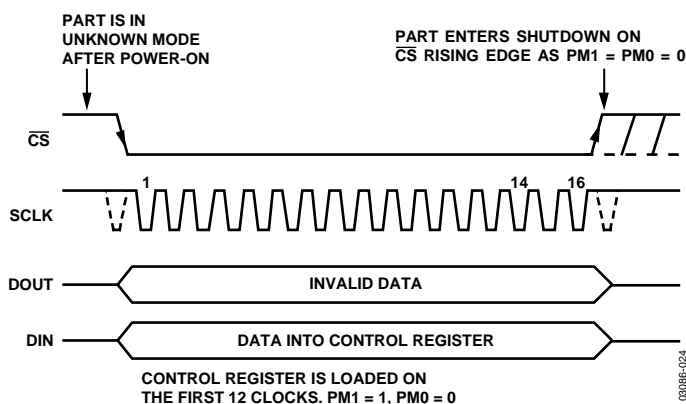 PART IS IN
UNKNOWN MODE
AFTER POWER-ON
PART ENTERS SHUTDOWN ON
CS RISING EDGE AS PM1 = PM0 = 0
CS
1
14
16
SCLK
DOUT
INVALID DATA
DIN
DATA INTO CONTROL REGISTER
CONTROL REGISTER IS LOADED ON
THE FIRST 12 CLOCKS. PM1 = 1, PM0 = 0
03086-024